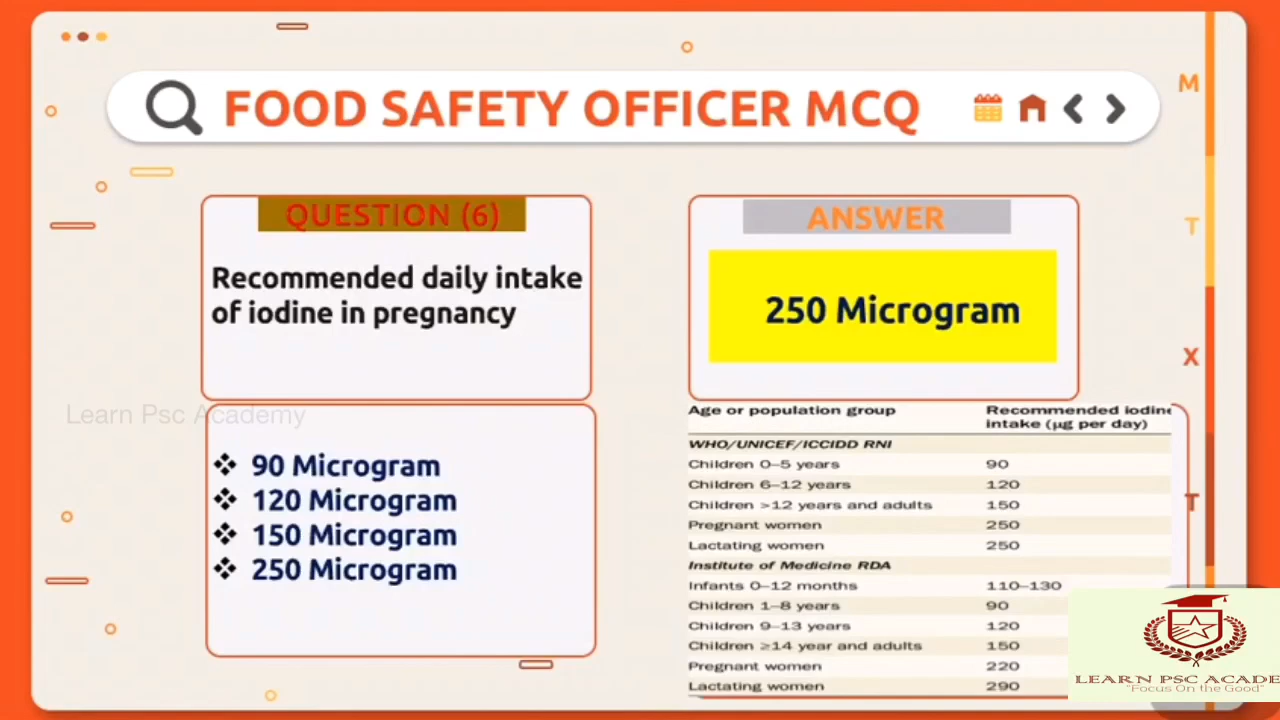 FOOD SAFETY OFFICER MCQ
M
T
X
T
QUESTION (6)
Recommended daily intake
of iodine in pregnancy
ANSWER
250 Microgram
Learn Psc Academy
90 Microgram
120 Microgram
150 Microgram
250 Microgram
Age or population group Recommended iodine
intake (µg per day)
WHO/UNICEF/ICCIDD RNI
Children 0–5 years 90
Children 6–12 years 120
Children >12 years and adults 150
Pregnant women 250
Lactating women 250
Institute of Medicine RDA
Infants 0–12 months 110–130
Children 1–8 years 90
Children 9–13 years 120
Children ≥14 year and adults 150
Pregnant women 220
Lactating women 290
LEARN PSC ACADE
"Focus On the Good"